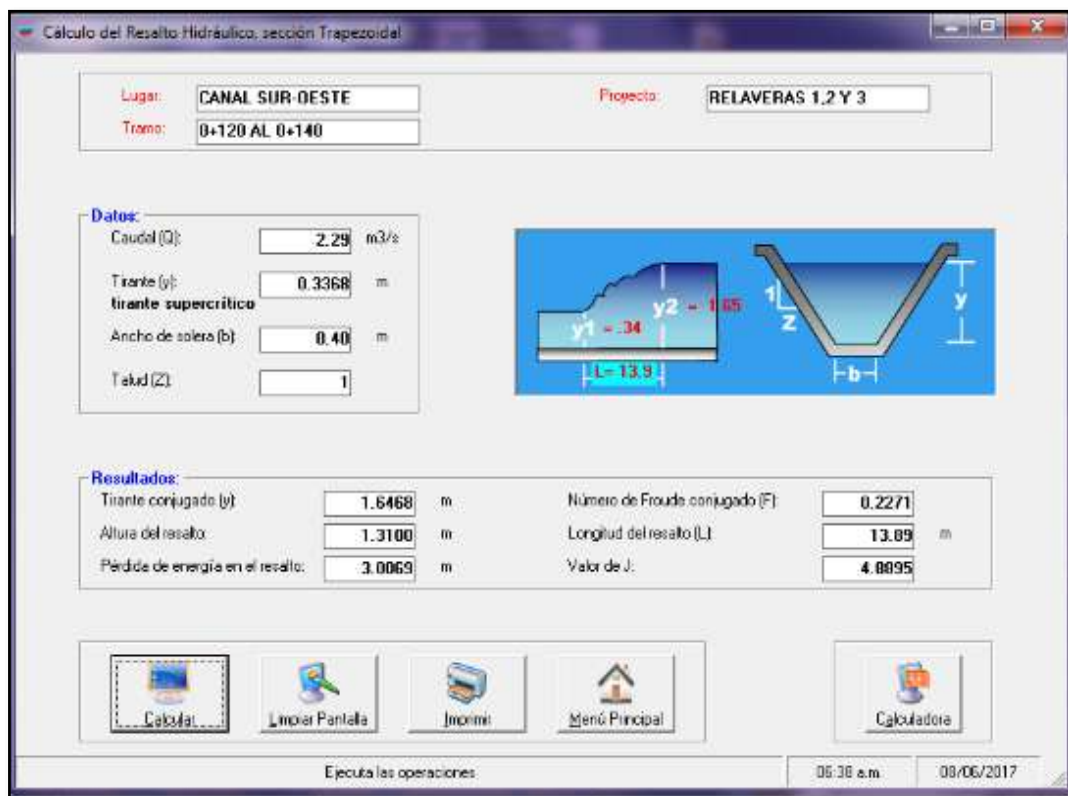 Cálculo del Resalto Hidráulico, sección Trapezoidal
Lugar: CANAL SUR-OESTE Proyecto: RELAVERAS 1,2 Y 3
Tramo: 0+120 AL 0+140
Datos:
Caudal (Q): 2.29 m3/s
Tirante (y): 0.3368 m
tirante supercrítico
Ancho de solera (b): 0.40 m
Talud (Z): 1
y1 = .34
y2 = 1.65
L= 13.9
1
Z
y
b
Resultados:
Tirante conjugado (y): 1.6468 m Número de Froude conjugado (F): 0.2271
Altura del resalto: 1.3100 m Longitud del resalto (L): 13.89 m
Pérdida de energía en el resalto: 3.0069 m Valor de J: 4.8895
Calcular Limpiar Pantalla Imprimir Menú Principal Calculadora
Ejecuta las operaciones 06:38 a.m. 08/06/2017